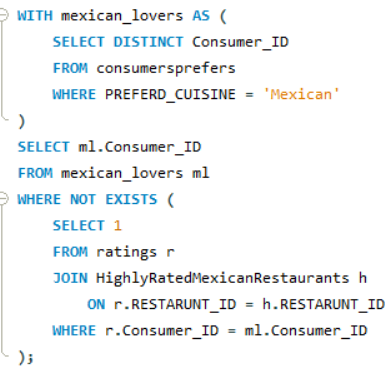 WITH mexican_lovers AS (
SELECT DISTINCT Consumer_ID
FROM consumersprefers
WHERE PREFERD_CUISINE = 'Mexican'
)
SELECT ml.Consumer_ID
FROM mexican_lovers ml
WHERE NOT EXISTS (
SELECT 1
FROM ratings r
JOIN HighlyRatedMexicanRestaurants h
ON r.RESTARUNT_ID = h.RESTARUNT_ID
WHERE r.Consumer_ID = ml.Consumer_ID
);